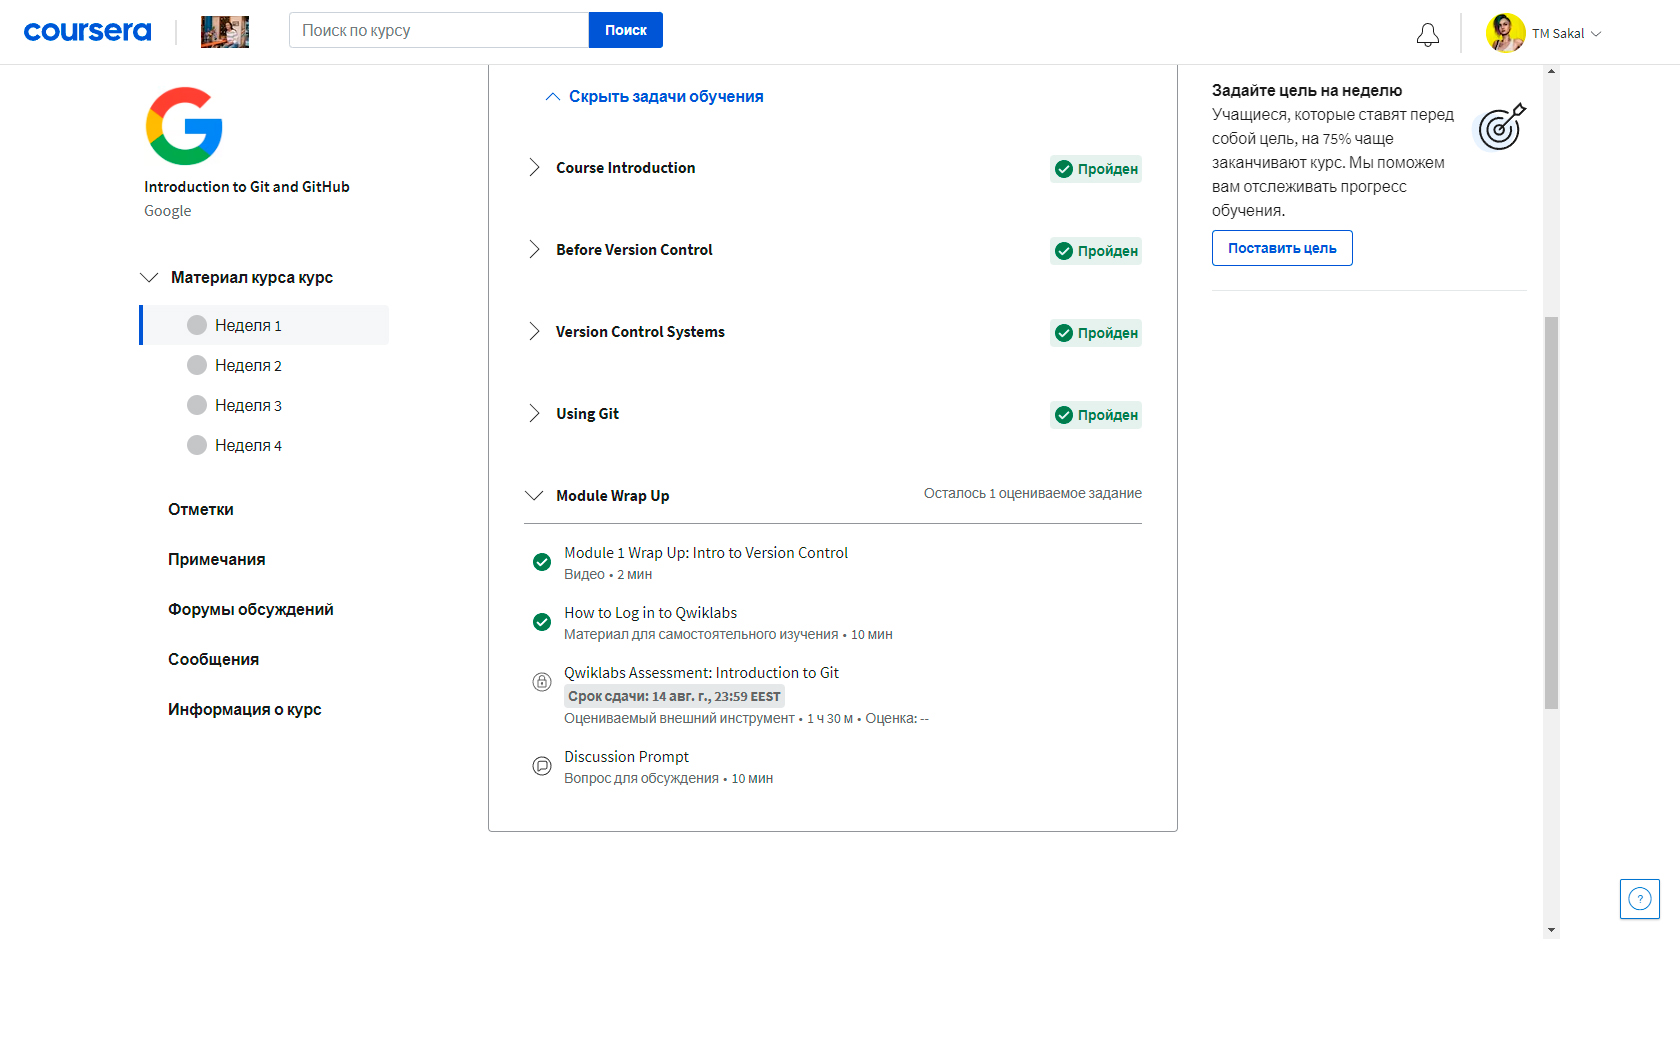 coursera
Поиск по курсу
Поиск
TM Sakal
Introduction to Git and GitHub
Google
Материал курса курс
Неделя 1
Неделя 2
Неделя 3
Неделя 4
Отметки
Примечания
Форумы обсуждений
Сообщения
Информация о курс
Скрыть задачи обучения
Course Introduction
Пройден
Before Version Control
Пройден
Version Control Systems
Пройден
Using Git
Пройден
Module Wrap Up
Осталось 1 оцениваемое задание
Module 1 Wrap Up: Intro to Version Control
Видео • 2 мин
How to Log in to Qwiklabs
Материал для самостоятельного изучения • 10 мин
Qwiklabs Assessment: Introduction to Git
Срок сдачи: 14 авг. г., 23:59 EEST
Оцениваемый внешний инструмент • 1 ч 30 м • Оценка: --
Discussion Prompt
Вопрос для обсуждения • 10 мин
Задайте цель на неделю
Учащиеся, которые ставят перед
собой цель, на 75% чаще
заканчивают курс. Мы поможем
вам отслеживать прогресс
обучения.
Поставить цель
?